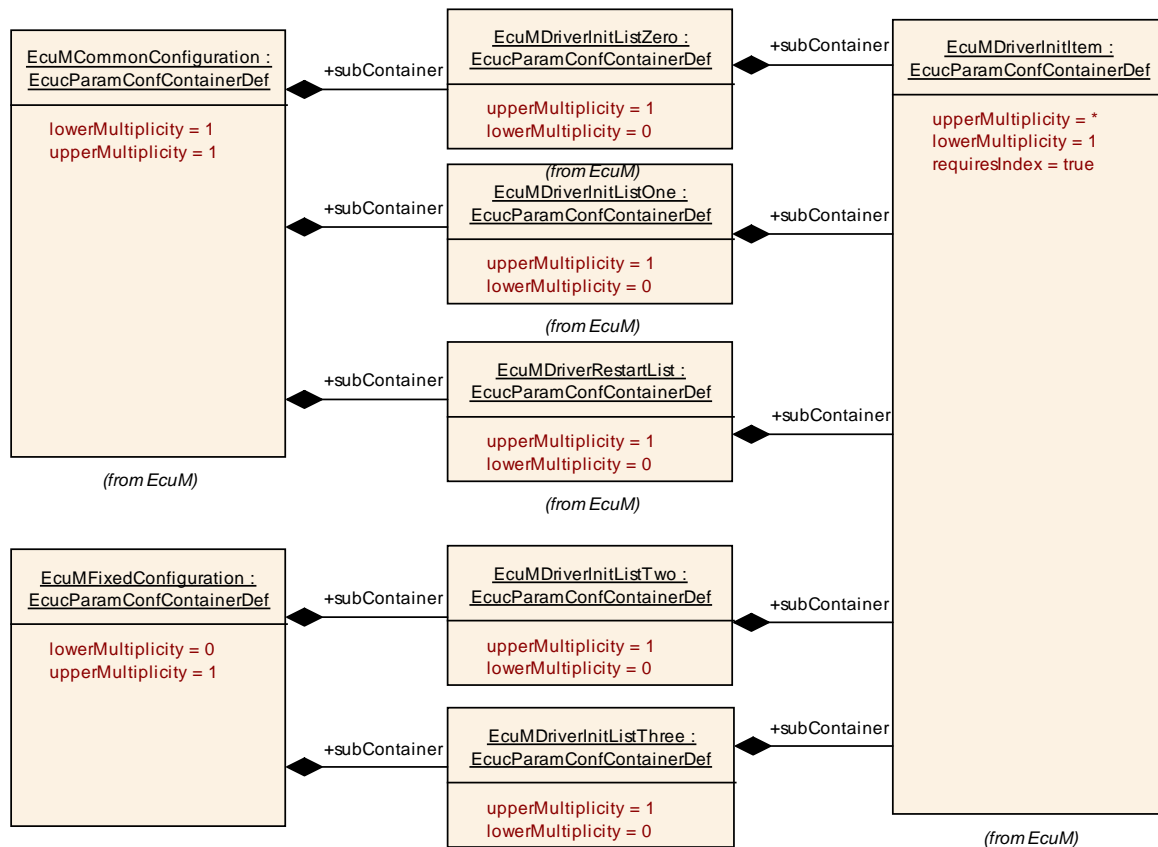 EcuMCommonConfiguration :
EcucParamConfContainerDef
lowerMultiplicity = 1
upperMultiplicity = 1
(from EcuM)
+subContainer
EcuMDriverInitListZero :
EcucParamConfContainerDef
upperMultiplicity = 1
lowerMultiplicity = 0
(from EcuM)
+subContainer
+subContainer
EcuMDriverInitListOne :
EcucParamConfContainerDef
upperMultiplicity = 1
lowerMultiplicity = 0
(from EcuM)
+subContainer
+subContainer
EcuMDriverRestartList :
EcucParamConfContainerDef
upperMultiplicity = 1
lowerMultiplicity = 0
(from EcuM)
+subContainer
EcuMDriverInitItem :
EcucParamConfContainerDef
upperMultiplicity = *
lowerMultiplicity = 1
requiresIndex = true
(from EcuM)
EcuMFixedConfiguration :
EcucParamConfContainerDef
lowerMultiplicity = 0
upperMultiplicity = 1
+subContainer
EcuMDriverInitListTwo :
EcucParamConfContainerDef
upperMultiplicity = 1
lowerMultiplicity = 0
+subContainer
+subContainer
EcuMDriverInitListThree :
EcucParamConfContainerDef
upperMultiplicity = 1
lowerMultiplicity = 0
+subContainer